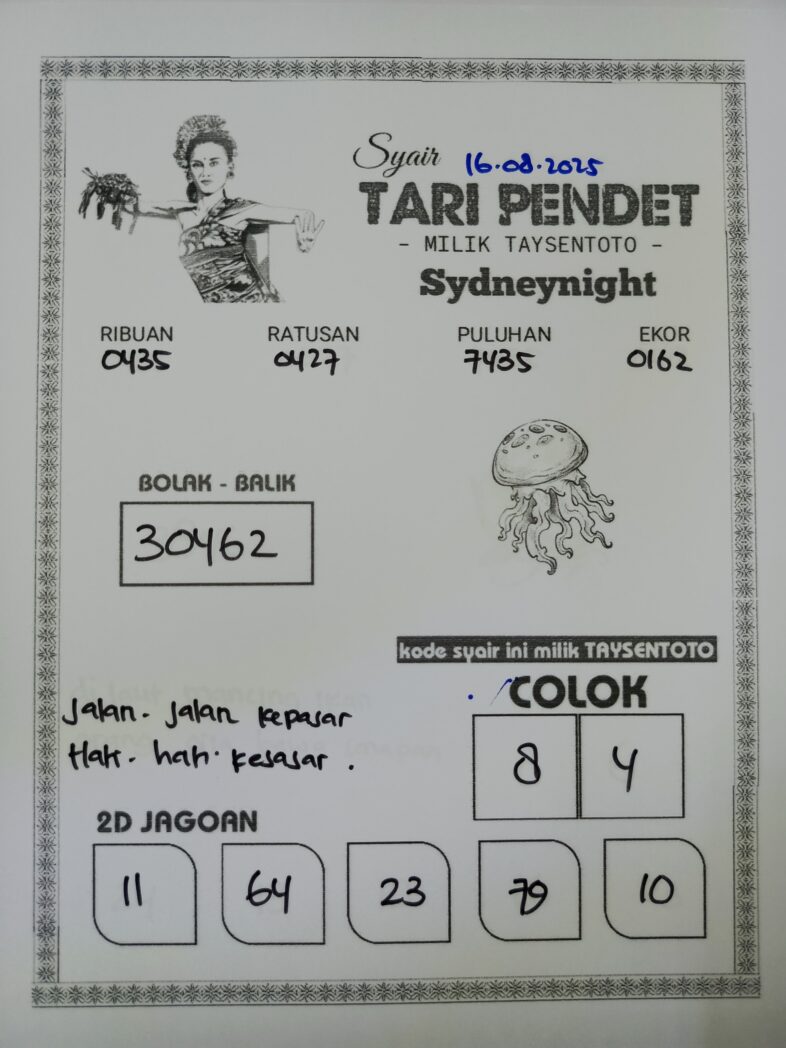 Syair 16.08.2025
TARI PENDET
- MILIK TAYSENTOTO -
Sydneynight
RIBUAN RATUSAN PULUHAN EKOR
0435 0427 7435 0162
BOLAK - BALIK
30462
kode syair ini milik TAYSENTOTO
COLOK
8 4
Jalan. Jalan kepasar
Hati. hati. kesasar.
2D JAGOAN
11 64 23 79 10